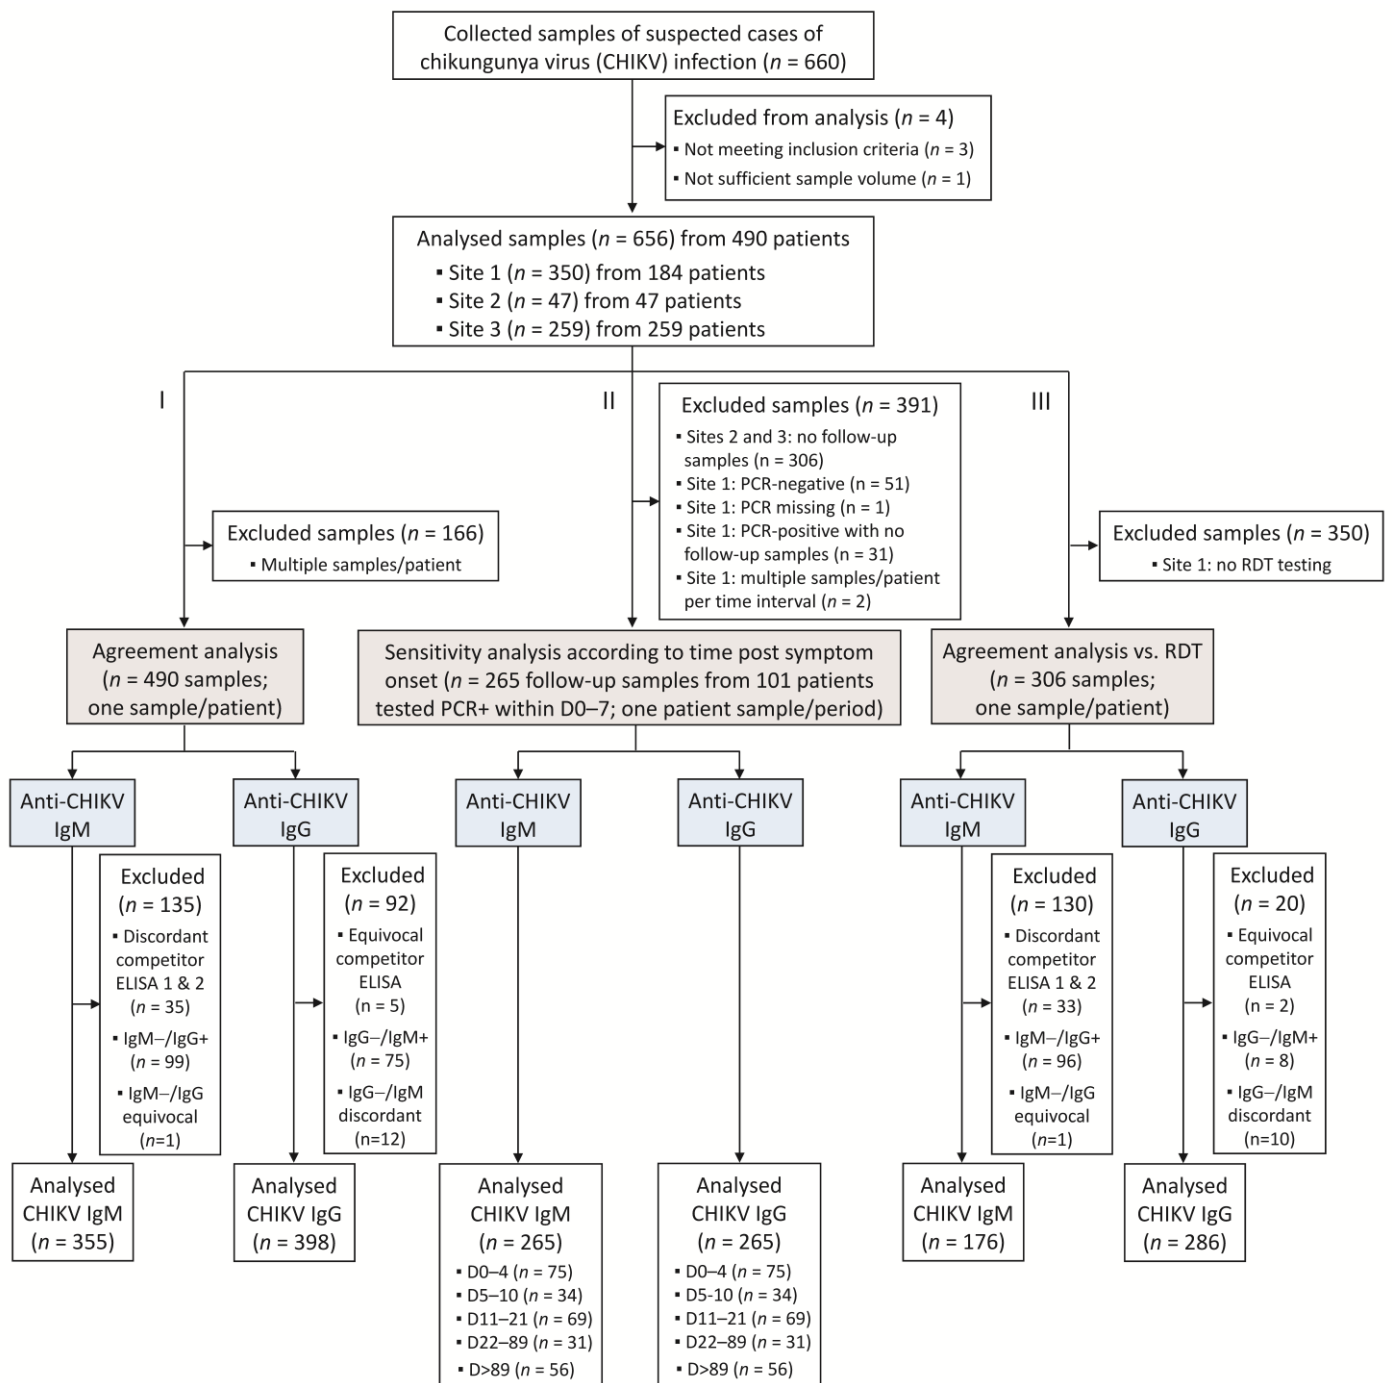 Collected samples of suspected cases of
chikungunya virus (CHIKV) infection (n = 660)
Excluded from analysis (n = 4)
▪ Not meeting inclusion criteria (n = 3)
▪ Not sufficient sample volume (n = 1)
Analysed samples (n = 656) from 490 patients
▪ Site 1 (n = 350) from 184 patients
▪ Site 2 (n = 47) from 47 patients
▪ Site 3 (n = 259) from 259 patients
I
II
III
Excluded samples (n = 166)
▪ Multiple samples/patient
Excluded samples (n = 391)
▪ Sites 2 and 3: no follow-up
samples (n = 306)
▪ Site 1: PCR-negative (n = 51)
▪ Site 1: PCR missing (n = 1)
▪ Site 1: PCR-positive with no
follow-up samples (n = 31)
▪ Site 1: multiple samples/patient
per time interval (n = 2)
Excluded samples (n = 350)
▪ Site 1: no RDT testing
Agreement analysis
(n = 490 samples;
one sample/patient)
Sensitivity analysis according to time post symptom
onset (n = 265 follow-up samples from 101 patients
tested PCR+ within D0–7; one patient sample/period)
Agreement analysis vs. RDT
(n = 306 samples;
one sample/patient)
Anti-CHIKV
IgM
Anti-CHIKV
IgG
Anti-CHIKV
IgM
Anti-CHIKV
IgG
Anti-CHIKV
IgM
Anti-CHIKV
IgG
Excluded
(n = 135)
▪ Discordant
competitor
ELISA 1 & 2
(n = 35)
▪ IgM–/IgG+
(n = 99)
▪ IgM–/IgG
equivocal
(n=1)
Excluded
(n = 92)
▪ Equivocal
competitor
ELISA
(n = 5)
▪ IgG–/IgM+
(n = 75)
▪ IgG–/IgM
discordant
(n=12)
Excluded
(n = 130)
▪ Discordant
competitor
ELISA 1 & 2
(n = 33)
▪ IgM–/IgG+
(n = 96)
▪ IgM–/IgG
equivocal
(n=1)
Excluded
(n = 20)
▪ Equivocal
competitor
ELISA
(n = 2)
▪ IgG–/IgM+
(n = 8)
▪ IgG–/IgM
discordant
(n=10)
Analysed
CHIKV IgM
(n = 355)
Analysed
CHIKV IgG
(n = 398)
Analysed
CHIKV IgM
(n = 265)
▪ D0–4 (n = 75)
▪ D5–10 (n = 34)
▪ D11–21 (n = 69)
▪ D22–89 (n = 31)
▪ D>89 (n = 56)
Analysed
CHIKV IgG
(n = 265)
▪ D0–4 (n = 75)
▪ D5-10 (n = 34)
▪ D11–21 (n = 69)
▪ D22–89 (n = 31)
▪ D>89 (n = 56)
Analysed
CHIKV IgM
(n = 176)
Analysed
CHIKV IgG
(n = 286)